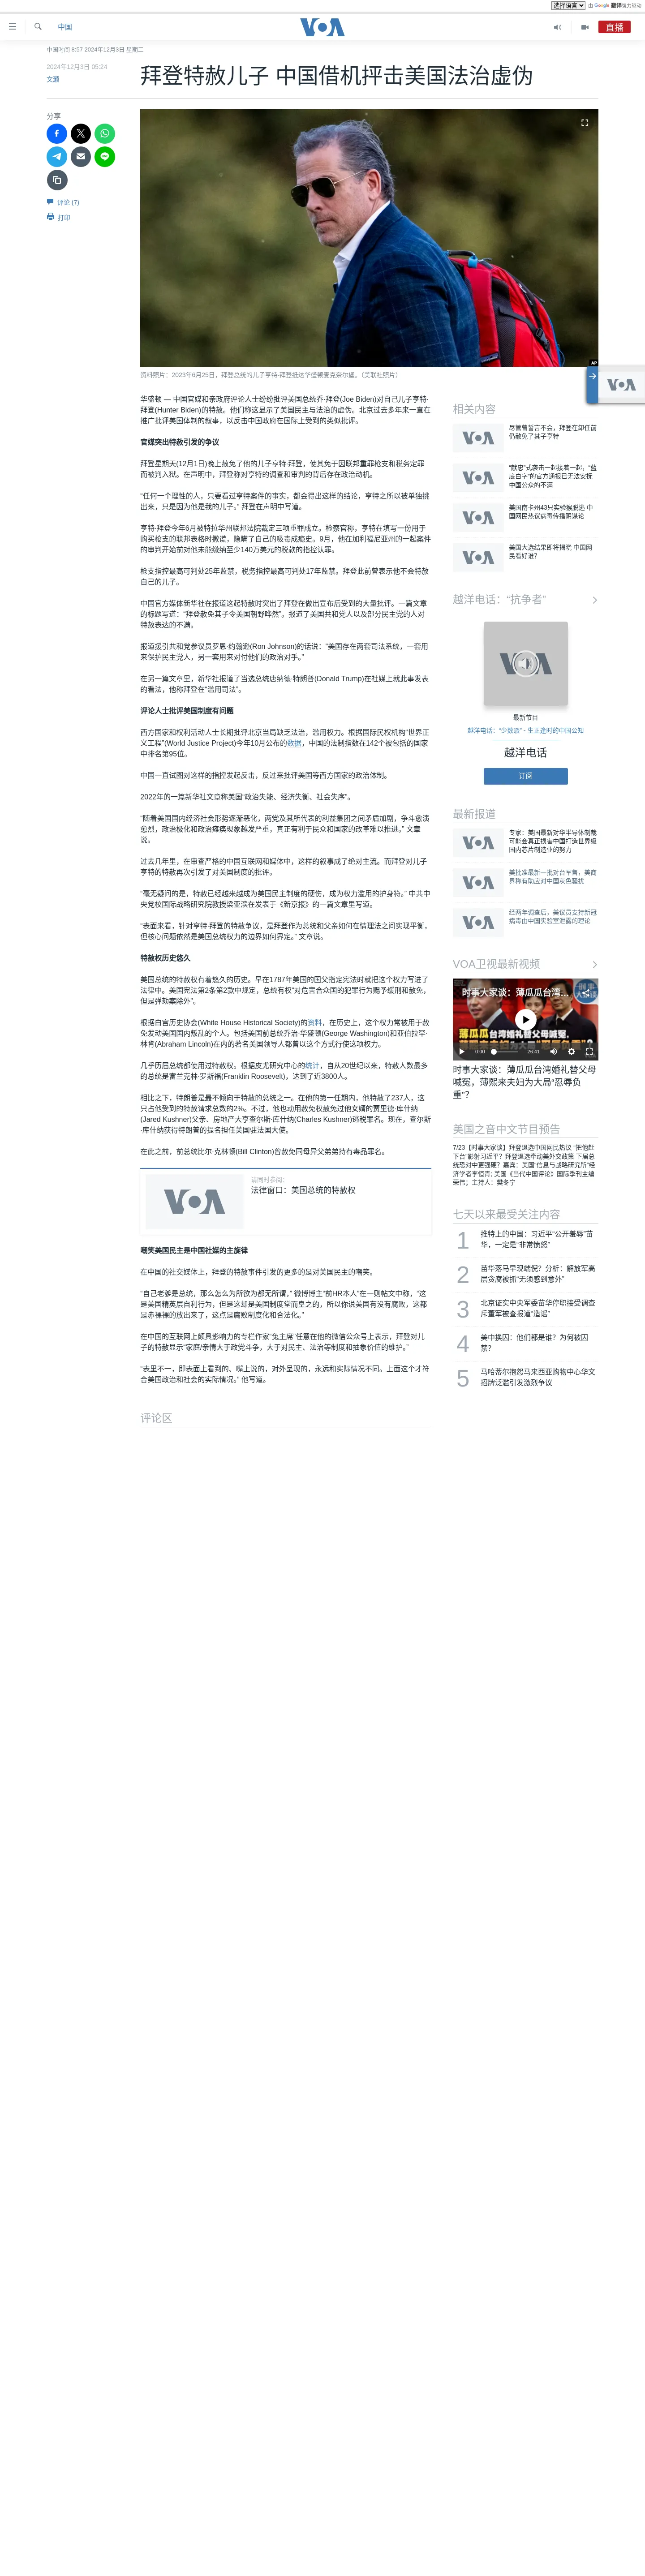 选择语言
由 Google 翻译强力驱动
中国
VOA
直播
中国时间 8:57 2024年12月3日 星期二
2024年12月3日 05:24
文灏
拜登特赦儿子 中国借机抨击美国法治虚伪
分享
评论 (7)
打印
AP
资料照片：2023年6月25日，拜登总统的儿子亨特·拜登抵达华盛顿麦克奈尔堡。（美联社照片）
华盛顿 — 中国官媒和亲政府评论人士纷纷批评美国总统乔·拜登(Joe Biden)对自己儿子亨特·
拜登(Hunter Biden)的特赦。他们称这显示了美国民主与法治的虚伪。北京过去多年来一直在
推广批评美国体制的叙事，以反击中国政府在国际上受到的类似批评。
官媒突出特赦引发的争议
拜登星期天(12月1日)晚上赦免了他的儿子亨特·拜登，使其免于因联邦重罪枪支和税务定罪
而被判入狱。在声明中，拜登称对亨特的调查和审判的背后存在政治动机。
“任何一个理性的人，只要看过亨特案件的事实，都会得出这样的结论，亨特之所以被单独挑
出来，只是因为他是我的儿子。” 拜登在声明中写道。
亨特·拜登今年6月被特拉华州联邦法院裁定三项重罪成立。检察官称，亨特在填写一份用于
购买枪支的联邦表格时撒谎，隐瞒了自己的吸毒成瘾史。9月，他在加利福尼亚州的一起案件
的审判开始前对他未能缴纳至少140万美元的税款的指控认罪。
枪支指控最高可判处25年监禁，税务指控最高可判处17年监禁。拜登此前曾表示他不会特赦
自己的儿子。
中国官方媒体新华社在报道这起特赦时突出了拜登在做出宣布后受到的大量批评。一篇文章
的标题写道：“拜登赦免其子令美国朝野哗然”。报道了美国共和党人以及部分民主党的人对
特赦表达的不满。
报道援引共和党参议员罗恩·约翰逊(Ron Johnson)的话说：“美国存在两套司法系统，一套用
来保护民主党人，另一套用来对付他们的政治对手。”
在另一篇文章里，新华社报道了当选总统唐纳德·特朗普(Donald Trump)在社媒上就此事发表
的看法，他称拜登在“滥用司法”。
评论人士批评美国制度有问题
西方国家和权利活动人士长期批评北京当局缺乏法治，滥用权力。根据国际民权机构“世界正
义工程”(World Justice Project)今年10月公布的数据，中国的法制指数在142个被包括的国家
中排名第95位。
中国一直试图对这样的指控发起反击，反过来批评美国等西方国家的政治体制。
2022年的一篇新华社文章称美国“政治失能、经济失衡、社会失序”。
“随着美国国内经济社会形势逐渐恶化，两党及其所代表的利益集团之间矛盾加剧，争斗愈演
愈烈，政治极化和政治瘫痪现象越发严重，真正有利于民众和国家的改革难以推进。” 文章
说。
过去几年里，在审查严格的中国互联网和媒体中，这样的叙事成了绝对主流。而拜登对儿子
亨特的特赦再次引发了对美国制度的批评。
“毫无疑问的是，特赦已经越来越成为美国民主制度的硬伤，成为权力滥用的护身符。” 中共中
央党校国际战略研究院教授梁亚滨在发表于《新京报》的一篇文章里写道。
“表面来看，针对亨特·拜登的特赦争议，是拜登作为总统和父亲如何在情理法之间实现平衡，
但核心问题依然是美国总统权力的边界如何界定。” 文章说。
特赦权历史悠久
美国总统的特赦权有着悠久的历史。早在1787年美国的国父指定宪法时就把这个权力写进了
法律中。美国宪法第2条第2款中规定，总统有权“对危害合众国的犯罪行为赐予缓刑和赦免，
但是弹劾案除外”。
根据白宫历史协会(White House Historical Society)的资料，在历史上，这个权力常被用于赦
免发动美国国内叛乱的个人。包括美国前总统乔治·华盛顿(George Washington)和亚伯拉罕·
林肯(Abraham Lincoln)在内的著名美国领导人都曾以这个方式行使这项权力。
几乎历届总统都使用过特赦权。根据皮尤研究中心的统计，自从20世纪以来，特赦人数最多
的总统是富兰克林·罗斯福(Franklin Roosevelt)，达到了近3800人。
相比之下，特朗普是最不倾向于特赦的总统之一。在他的第一任期内，他特赦了237人，这
只占他受到的特赦请求总数的2%。不过，他也动用赦免权赦免过他女婿的贾里德·库什纳
(Jared Kushner)父亲、房地产大亨查尔斯·库什纳(Charles Kushner)逃税罪名。现在，查尔斯
·库什纳获得特朗普的提名担任美国驻法国大使。
在此之前，前总统比尔·克林顿(Bill Clinton)曾赦免同母异父弟弟持有毒品罪名。
VOA
请同时参阅:
法律窗口：美国总统的特赦权
嘲笑美国民主是中国社媒的主旋律
在中国的社交媒体上，拜登的特赦事件引发的更多的是对美国民主的嘲笑。
“自己老爹是总统，那么怎么为所欲为都无所谓，” 微博博主“前HR本人”在一则帖文中称，“这
是美国精英层自利行为，但是这却是美国制度堂而皇之的，所以你说美国有没有腐败，这都
是赤裸裸的放出来了，这点是腐败制度化和合法化。”
在中国的互联网上颇具影响力的专栏作家“兔主席”任意在他的微信公众号上表示，拜登对儿
子的特赦显示“家庭/亲情大于政党斗争，大于对民主、法治等制度和抽象价值的维护。”
“表里不一，即表面上看到的、嘴上说的，对外呈现的，永远和实际情况不同。上面这个才符
合美国政治和社会的实际情况。” 他写道。
评论区
VOA
相关内容
VOA
尽管曾誓言不会，拜登在卸任前
仍赦免了其子亨特
VOA
“献忠”式袭击一起接着一起，“蓝
底白字”的官方通报已无法安抚
中国公众的不满
VOA
美国南卡州43只实验猴脱逃 中
国网民热议病毒传播阴谋论
VOA
美国大选结果即将揭晓 中国网
民看好谁?
越洋电话：“抗争者”
VOA
最新节目
越洋电话：“少数派” - 生正逢时的中国公知
越洋电话
订阅
最新报道
VOA
专家：美国最新对华半导体制裁
可能会真正损害中国打造世界级
国内芯片制造业的努力
VOA
美批准最新一批对台军售，美商
界称有助应对中国灰色骚扰
VOA
经两年调查后，美议员支持新冠
病毒由中国实验室泄露的理论
VOA卫视最新视频
时事大家谈：薄瓜瓜台湾...
0:00
26:41
时事大家谈：薄瓜瓜台湾婚礼替父母
喊冤，薄熙来夫妇为大局“忍辱负
重”？
美国之音中文节目预告
7/23【时事大家谈】拜登退选中国网民热议 “把他赶
下台”影射习近平? 拜登退选牵动美外交政策 下届总
统恐对中更强硬? 嘉宾：美国“信息与战略研究所”经
济学者李恒青; 美国《当代中国评论》国际季刊主编
荣伟；主持人：樊冬宁
七天以来最受关注内容
1
推特上的中国：习近平“公开羞辱”苗
华，一定是“非常愤怒”
2
苗华落马早现端倪？分析：解放军高
层贪腐被抓“无须感到意外”
3
北京证实中央军委苗华停职接受调查
斥董军被查报道“造谣”
4
美中换囚：他们都是谁？为何被囚
禁?
5
马哈蒂尔抱怨马来西亚购物中心华文
招牌泛滥引发激烈争议